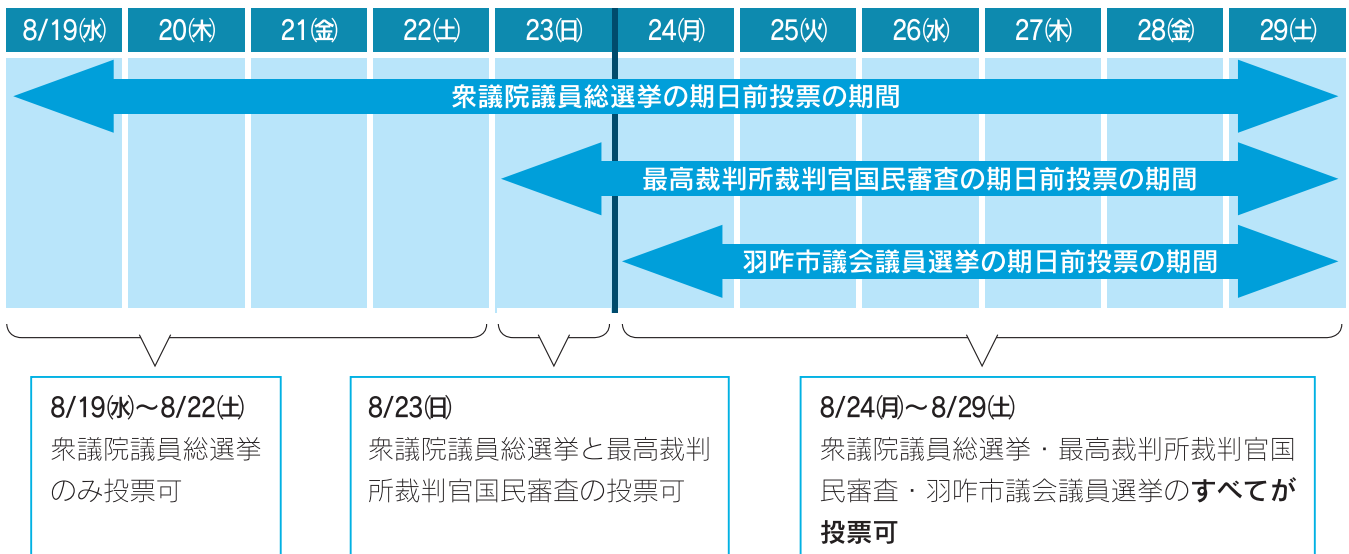 8/19㈬ 20㈭ 21㈮ 22㈯ 23㈰ 24㈪ 25㈫ 26㈬ 27㈭ 28㈮ 29㈯
衆議院議員総選挙の期日前投票の期間
最高裁判所裁判官国民審査の期日前投票の期間
羽咋市議会議員選挙の期日前投票の期間
8/19㈬～8/22㈯
衆議院議員総選挙
のみ投票可
8/23㈰
衆議院議員総選挙と最高裁判
所裁判官国民審査の投票可
8/24㈪～8/29㈯
衆議院議員総選挙・最高裁判所裁判官国
民審査・羽咋市議会議員選挙のすべてが
投票可